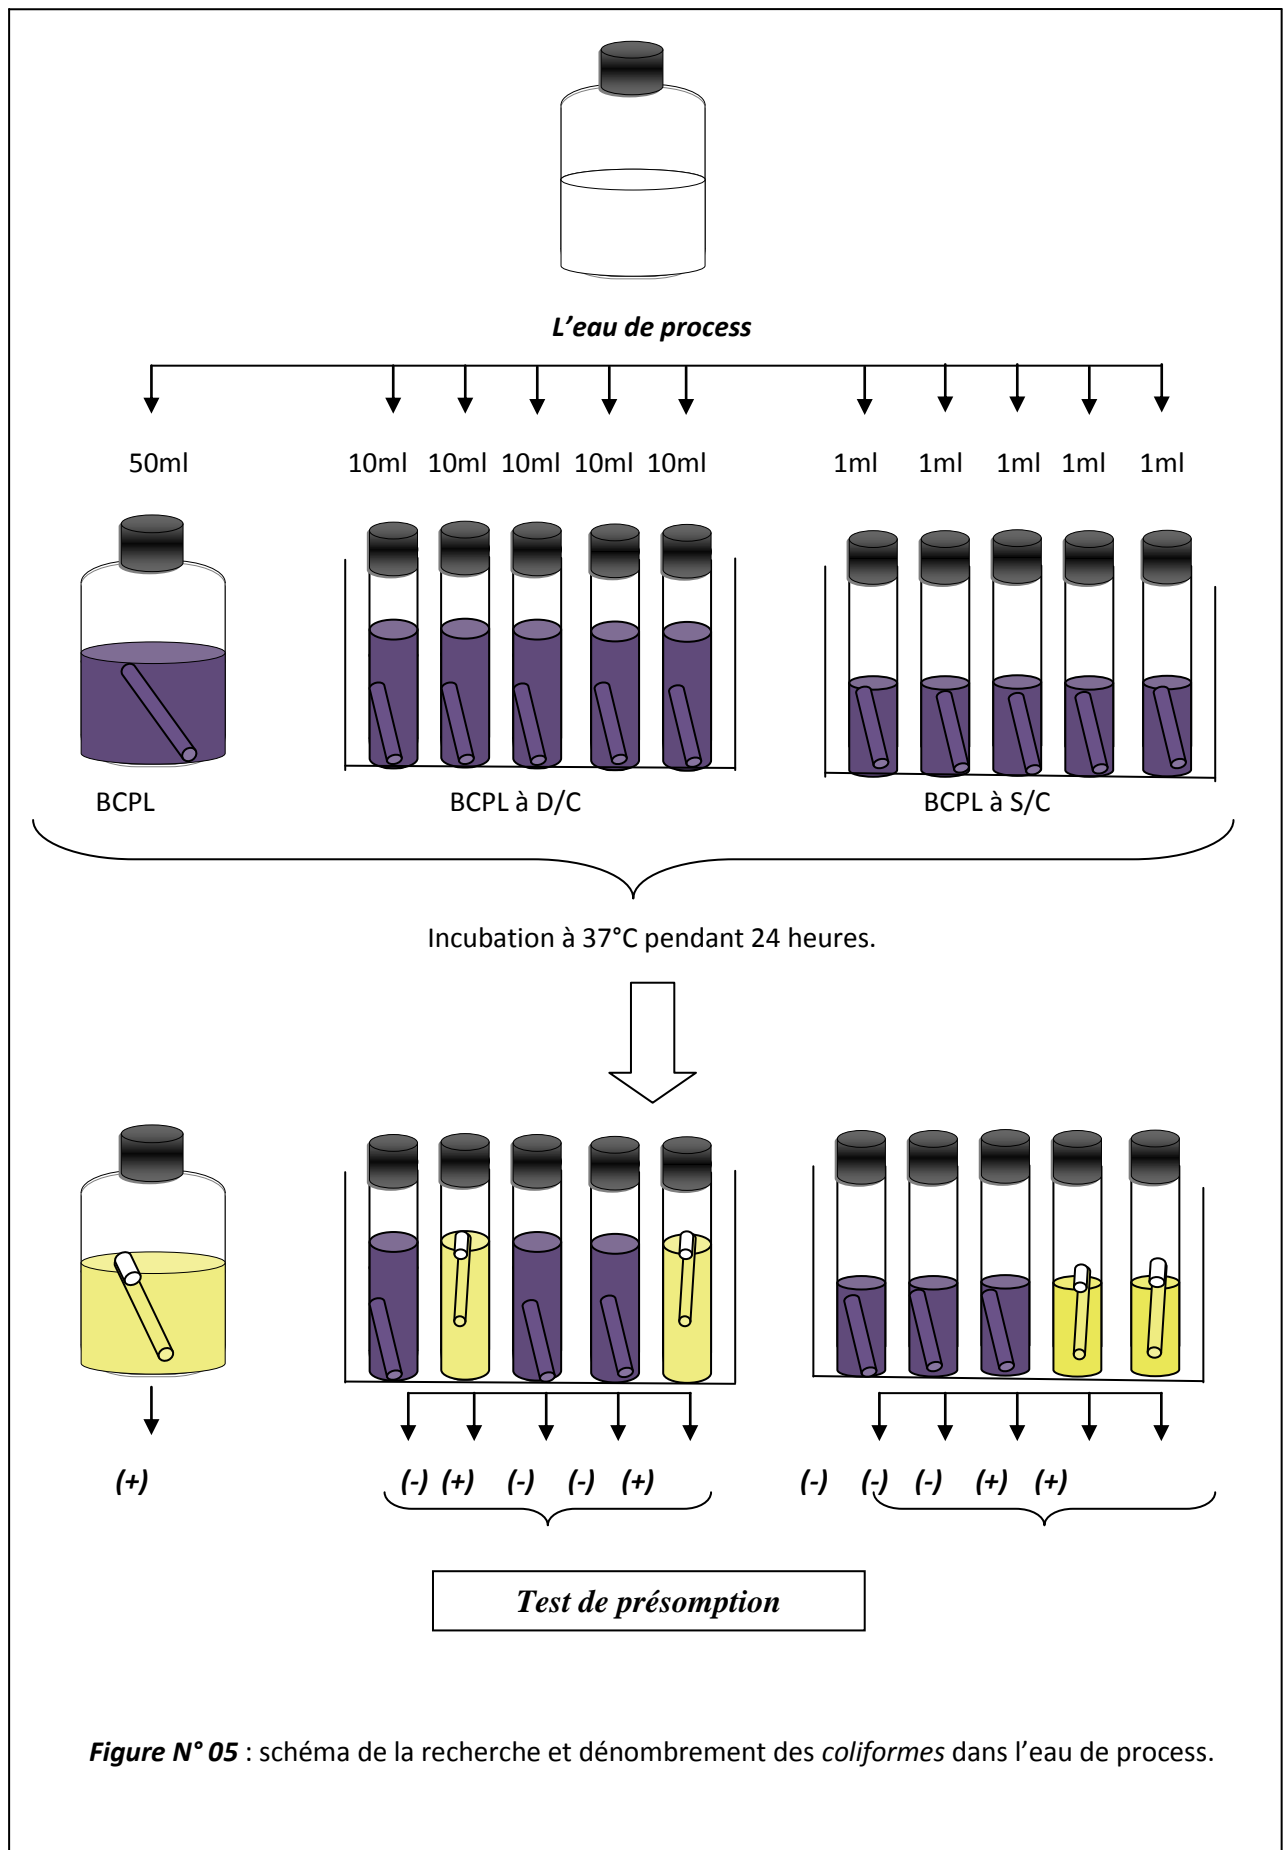 L'eau de process
50ml 10ml 10ml 10ml 10ml 10ml 1ml 1ml 1ml 1ml 1ml
BCPL BCPL à D/C BCPL à S/C
Incubation à 37°C pendant 24 heures.
(+) (-) (+) (-) (-) (+) (-) (-) (-) (+) (+)
Test de présomption
Figure N° 05 : schéma de la recherche et dénombrement des coliformes dans l'eau de process.